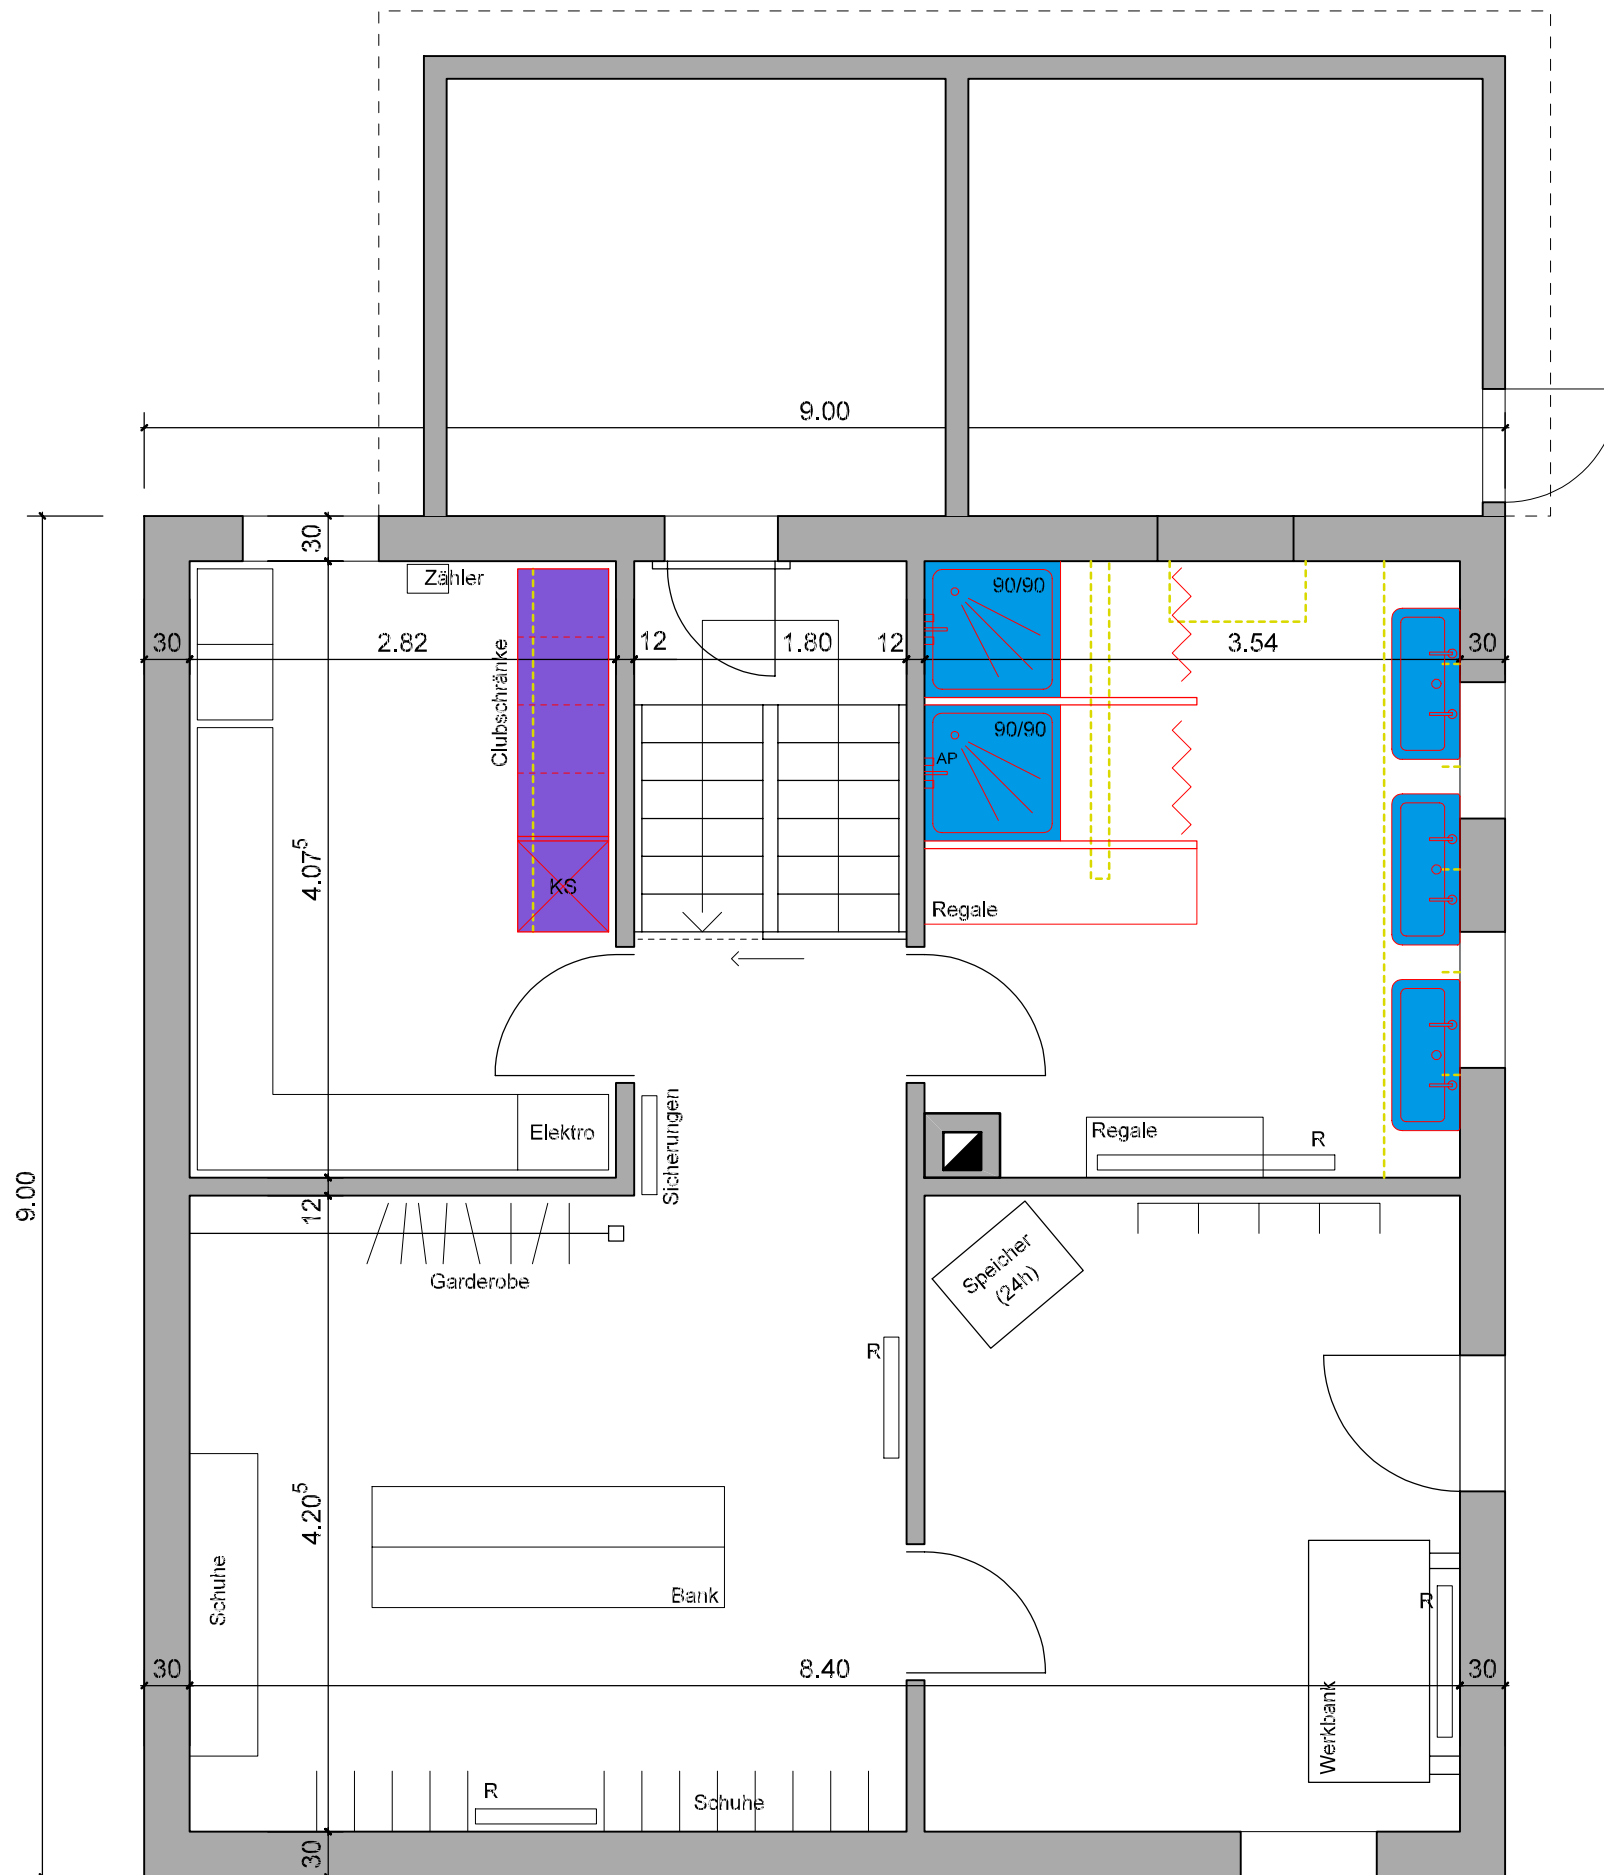 9.00
30
Zähler
90/90
30
2.82
12
1.80
12
3.54
30
Clubschränke
90/90
AP
4.07⁵
KS
Regale
Elektro
Sicherungen
Regale
R
9.00
12
Garderobe
Speicher
(24h)
R
4.20⁵
Schuhe
Bank
R
30
8.40
30
Werkbank
R
Schuhe
30